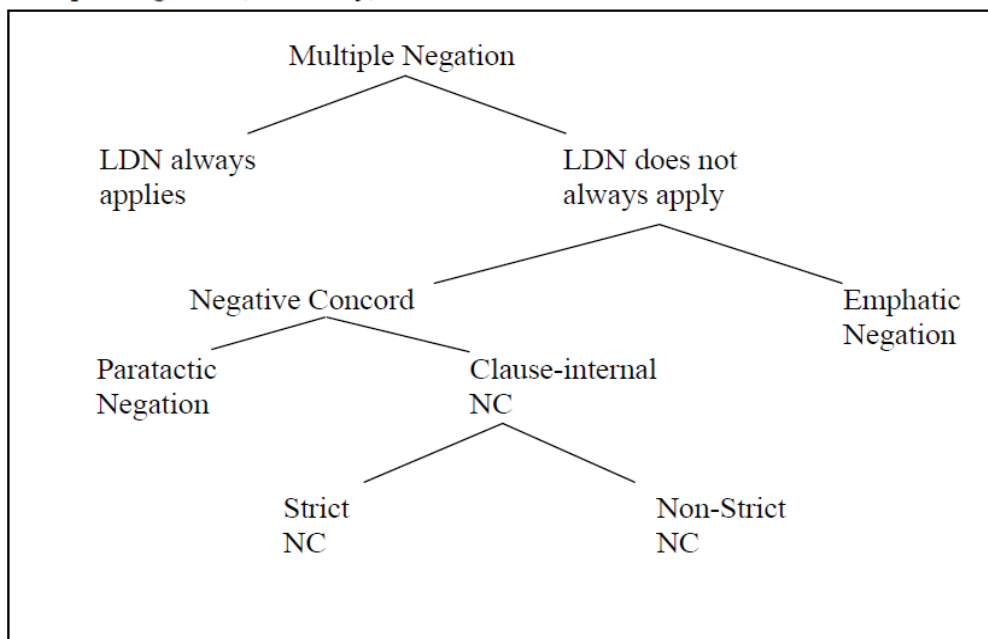 Multiple Negation
LDN always
applies
LDN does not
always apply
Negative Concord
Emphatic
Negation
Paratactic
Negation
Clause-internal
NC
Strict
NC
Non-Strict
NC